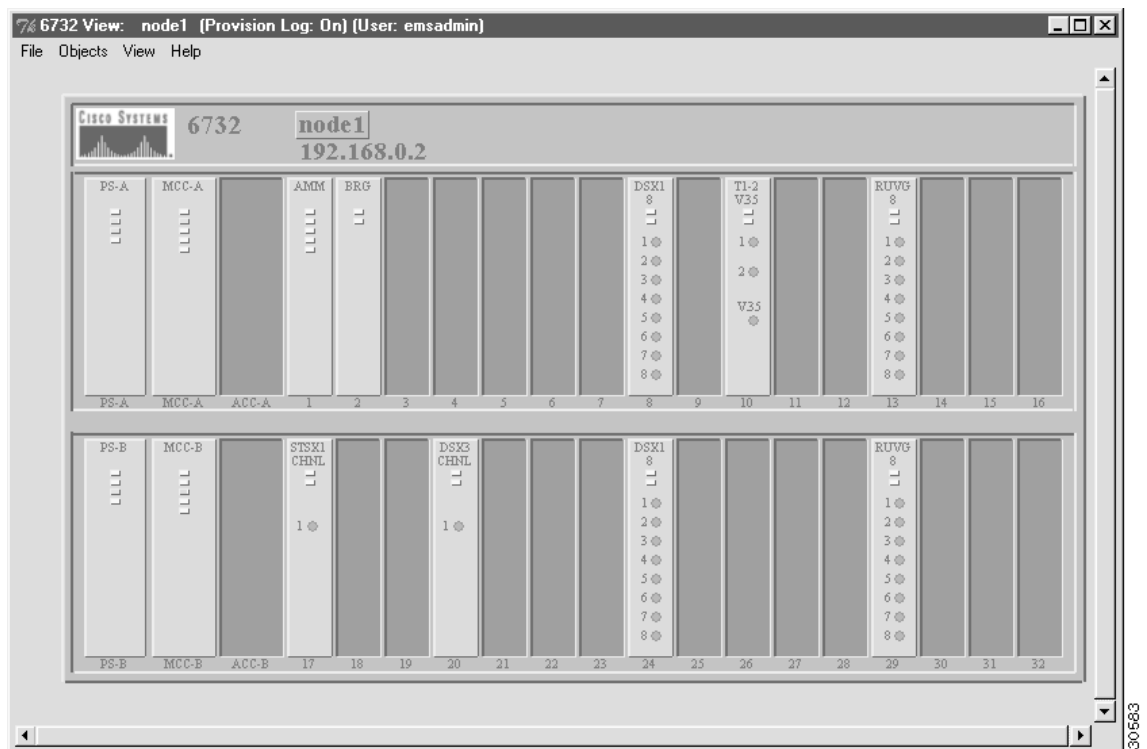 6732 View: node1 (Provision Log: On) (User: emsadmin)
File Objects View Help
CISCO SYSTEMS
6732
node1
192.168.0.2
PS-A MCC-A AMM BRG DSX1 T1-2 RUVG
8 V35 8
1 1 1
2 2 2
3 3
4 V35 4
5 5
6 6
7 7
8 8
PS-A MCC-A ACC-A 1 2 3 4 5 6 7 8 9 10 11 12 13 14 15 16
PS-B MCC-B STSX1 DSX3 DSX1 RUVG
CHNL CHNL 8 8
1 1 1 1
2 2
3 3
4 4
5 5
6 6
7 7
8 8
PS-B MCC-B ACC-B 17 18 19 20 21 22 23 24 25 26 27 28 29 30 31 32
30583